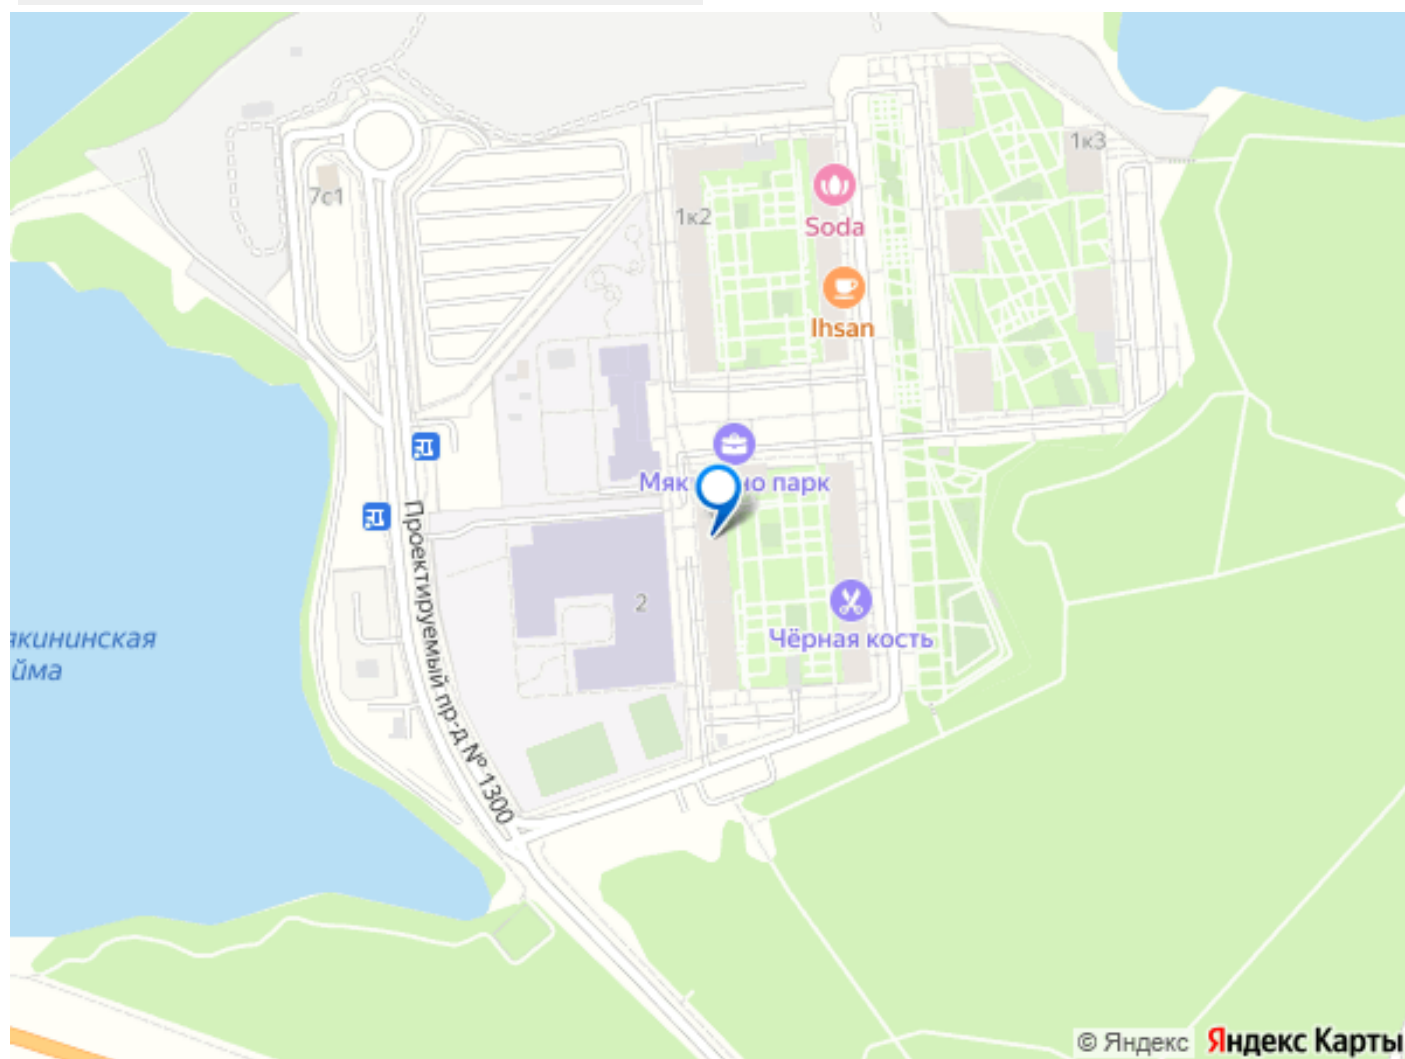 1к3
7с1
1к2
Soda
Ihsan
Мяк но парк
2
Чёрная кость
Проектируемый пр-д № 1300
якининская
йма
© Яндекс Яндекс Карты